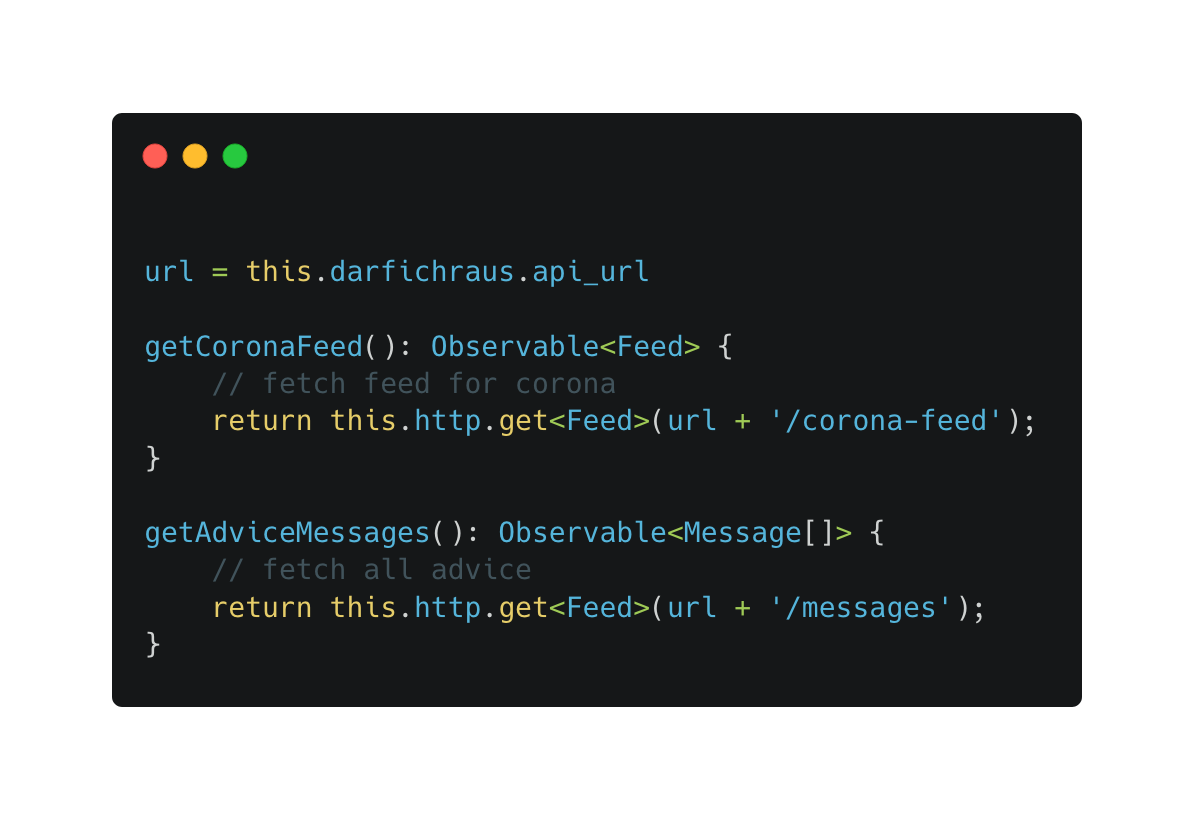 url = this.darfichraus.api_url
getCoronaFeed(): Observable<Feed> {
    // fetch feed for corona
    return this.http.get<Feed>(url + '/corona-feed');
}
getAdviceMessages(): Observable<Message[]> {
    // fetch all advice
    return this.http.get<Feed>(url + '/messages');
}